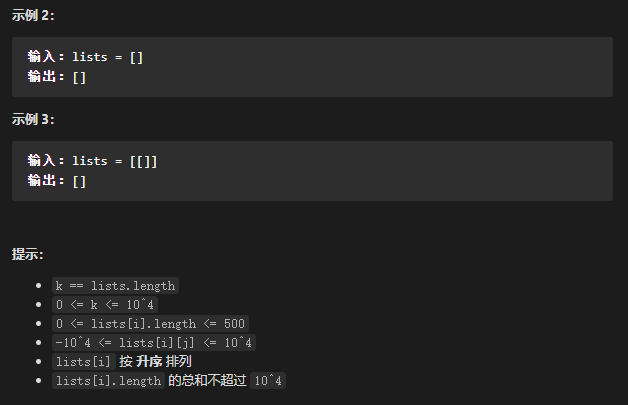 示例 2：
输入：lists = []
输出：[]
示例 3：
输入：lists = [[]]
输出：[]
提示：
k == lists.length
0 <= k <= 10^4
0 <= lists[i].length <= 500
-10^4 <= lists[i][j] <= 10^4
lists[i] 按 升序 排列
lists[i].length 的总和不超过 10^4